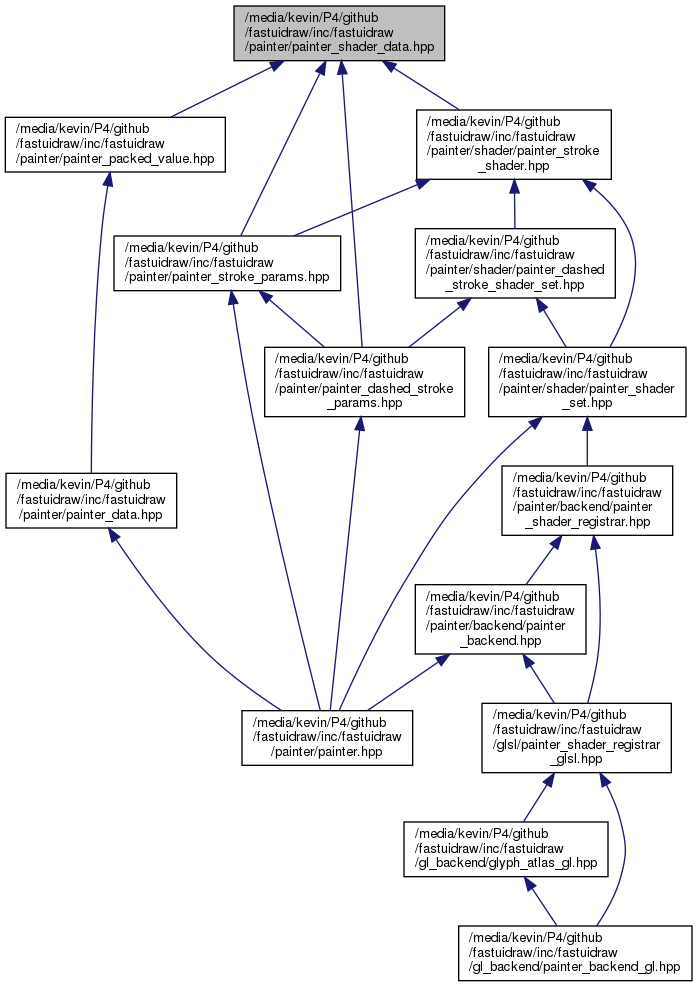 /media/kevin/P4/github
/fastuidraw/inc/fastuidraw
/painter/painter_shader_data.hpp
/media/kevin/P4/github
/fastuidraw/inc/fastuidraw
/painter/painter_packed_value.hpp
/media/kevin/P4/github
/fastuidraw/inc/fastuidraw
/painter/shader/painter_stroke
_shader.hpp
/media/kevin/P4/github
/fastuidraw/inc/fastuidraw
/painter/painter_stroke_params.hpp
/media/kevin/P4/github
/fastuidraw/inc/fastuidraw
/painter/shader/painter_dashed
_stroke_shader_set.hpp
/media/kevin/P4/github
/fastuidraw/inc/fastuidraw
/painter/painter_dashed_stroke
_params.hpp
/media/kevin/P4/github
/fastuidraw/inc/fastuidraw
/painter/shader/painter_shader
_set.hpp
/media/kevin/P4/github
/fastuidraw/inc/fastuidraw
/painter/painter_data.hpp
/media/kevin/P4/github
/fastuidraw/inc/fastuidraw
/painter/backend/painter
_shader_registrar.hpp
/media/kevin/P4/github
/fastuidraw/inc/fastuidraw
/painter/backend/painter
_backend.hpp
/media/kevin/P4/github
/fastuidraw/inc/fastuidraw
/painter/painter.hpp
/media/kevin/P4/github
/fastuidraw/inc/fastuidraw
/glsl/painter_shader_registrar
_glsl.hpp
/media/kevin/P4/github
/fastuidraw/inc/fastuidraw
/gl_backend/glyph_atlas_gl.hpp
/media/kevin/P4/github
/fastuidraw/inc/fastuidraw
/gl_backend/painter_backend_gl.hpp